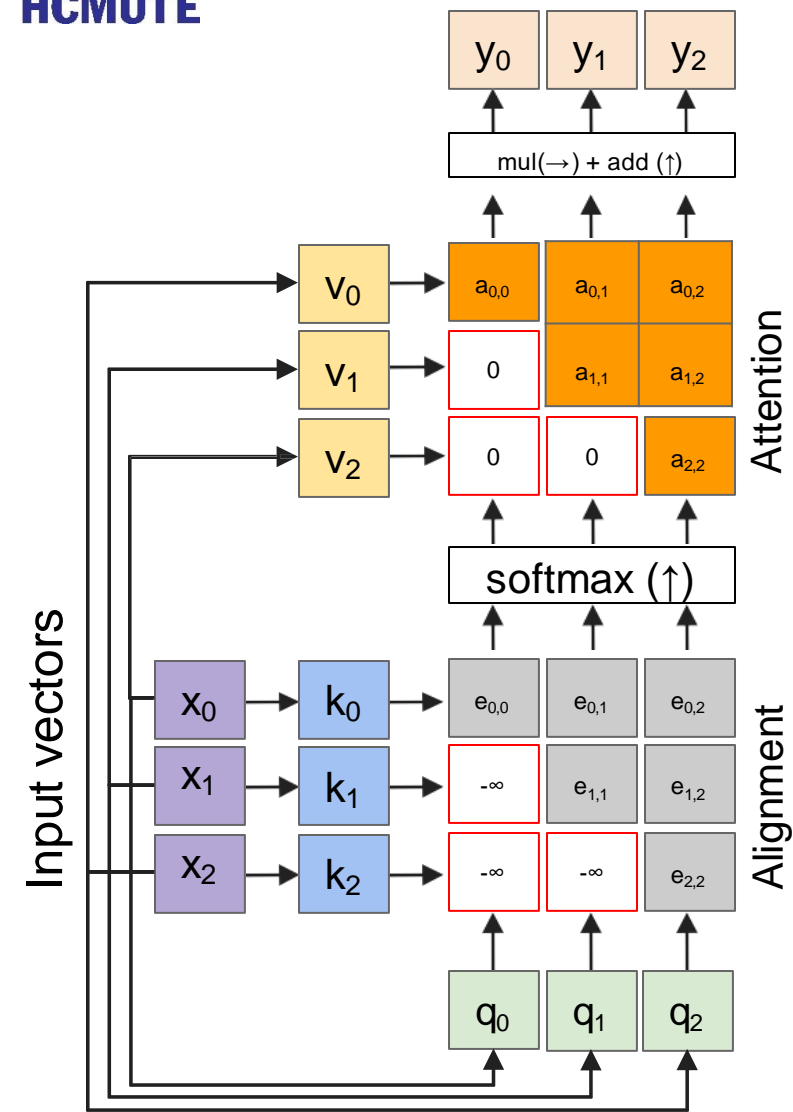 HCMUTE
y₀ y₁ y₂
mul(→) + add (↑)
v₀ a₀,₀ a₀,₁ a₀,₂
v₁ 0 a₁,₁ a₁,₂
v₂ 0 0 a₂,₂
Attention
softmax (↑)
Input vectors
x₀ k₀ e₀,₀ e₀,₁ e₀,₂
x₁ k₁ -∞ e₁,₁ e₁,₂
x₂ k₂ -∞ -∞ e₂,₂
Alignment
q₀ q₁ q₂